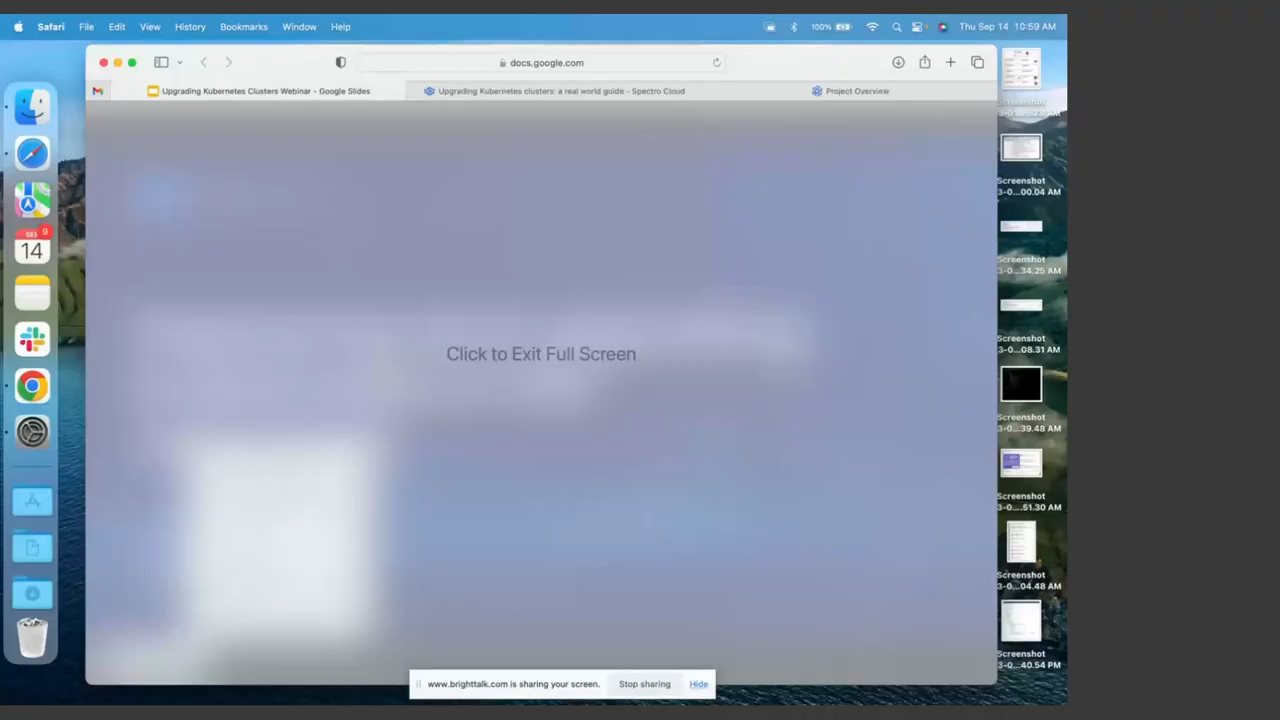 Safari File Edit View History Bookmarks Window Help 100% Thu Sep 14 10:59 AM
docs.google.com
Upgrading Kubernetes Clusters Webinar - Google Slides
Upgrading Kubernetes clusters: a real world guide - Spectro Cloud
Project Overview
9
14
Click to Exit Full Screen
Screenshot
Screenshot
3-0...00.04 AM
Screenshot
3-0...34.25 AM
Screenshot
3-0...08.31 AM
Screenshot
3-0...39.48 AM
Screenshot
3-0...51.30 AM
Screenshot
3-0...04.48 AM
Screenshot
3-0...40.54 PM
www.brighttalk.com is sharing your screen. Stop sharing Hide